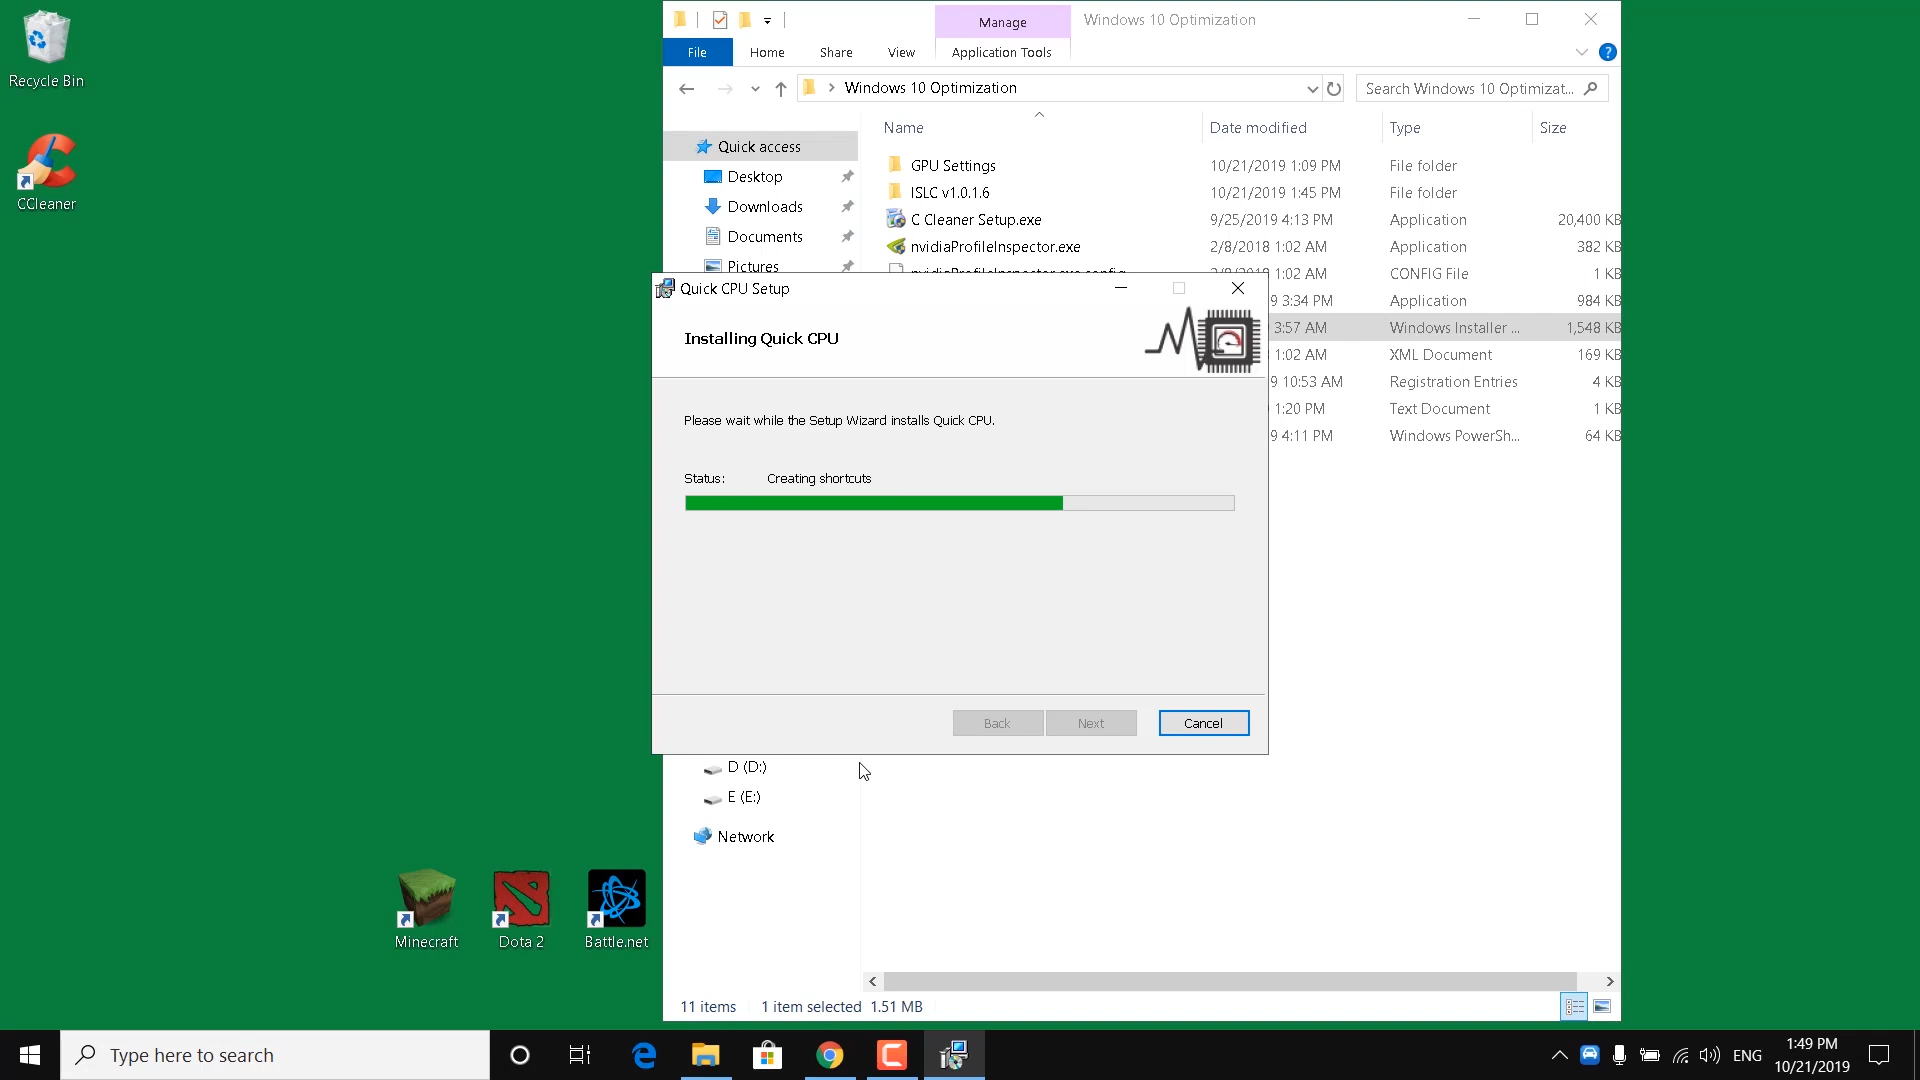 Recycle Bin
CCleaner
Manage
Windows 10 Optimization
File
Home
Share
View
Application Tools
Windows 10 Optimization
Search Windows 10 Optimizat...
Name
Date modified
Type
Size
Quick access
Desktop
Downloads
Documents
Pictures
GPU Settings 10/21/2019 1:09 PM File folder
ISLC v1.0.1.6 10/21/2019 1:45 PM File folder
C Cleaner Setup.exe 9/25/2019 4:13 PM Application 20,400 KB
nvidiaProfileInspector.exe 2/8/2018 1:02 AM Application 382 KB
nvidiaProfileInspector.exe.config 2/8/2018 1:02 AM CONFIG File 1 KB
9 3:34 PM Application 984 KB
3:57 AM Windows Installer ... 1,548 KB
1:02 AM XML Document 169 KB
9 10:53 AM Registration Entries 4 KB
1:20 PM Text Document 1 KB
9 4:11 PM Windows PowerSh... 64 KB
Quick CPU Setup
Installing Quick CPU
Please wait while the Setup Wizard installs Quick CPU.
Status: Creating shortcuts
Back
Next
Cancel
D (D:)
E (E:)
Network
Minecraft
Dota 2
Battle.net
11 items 1 item selected 1.51 MB
Type here to search
ENG
1:49 PM
10/21/2019